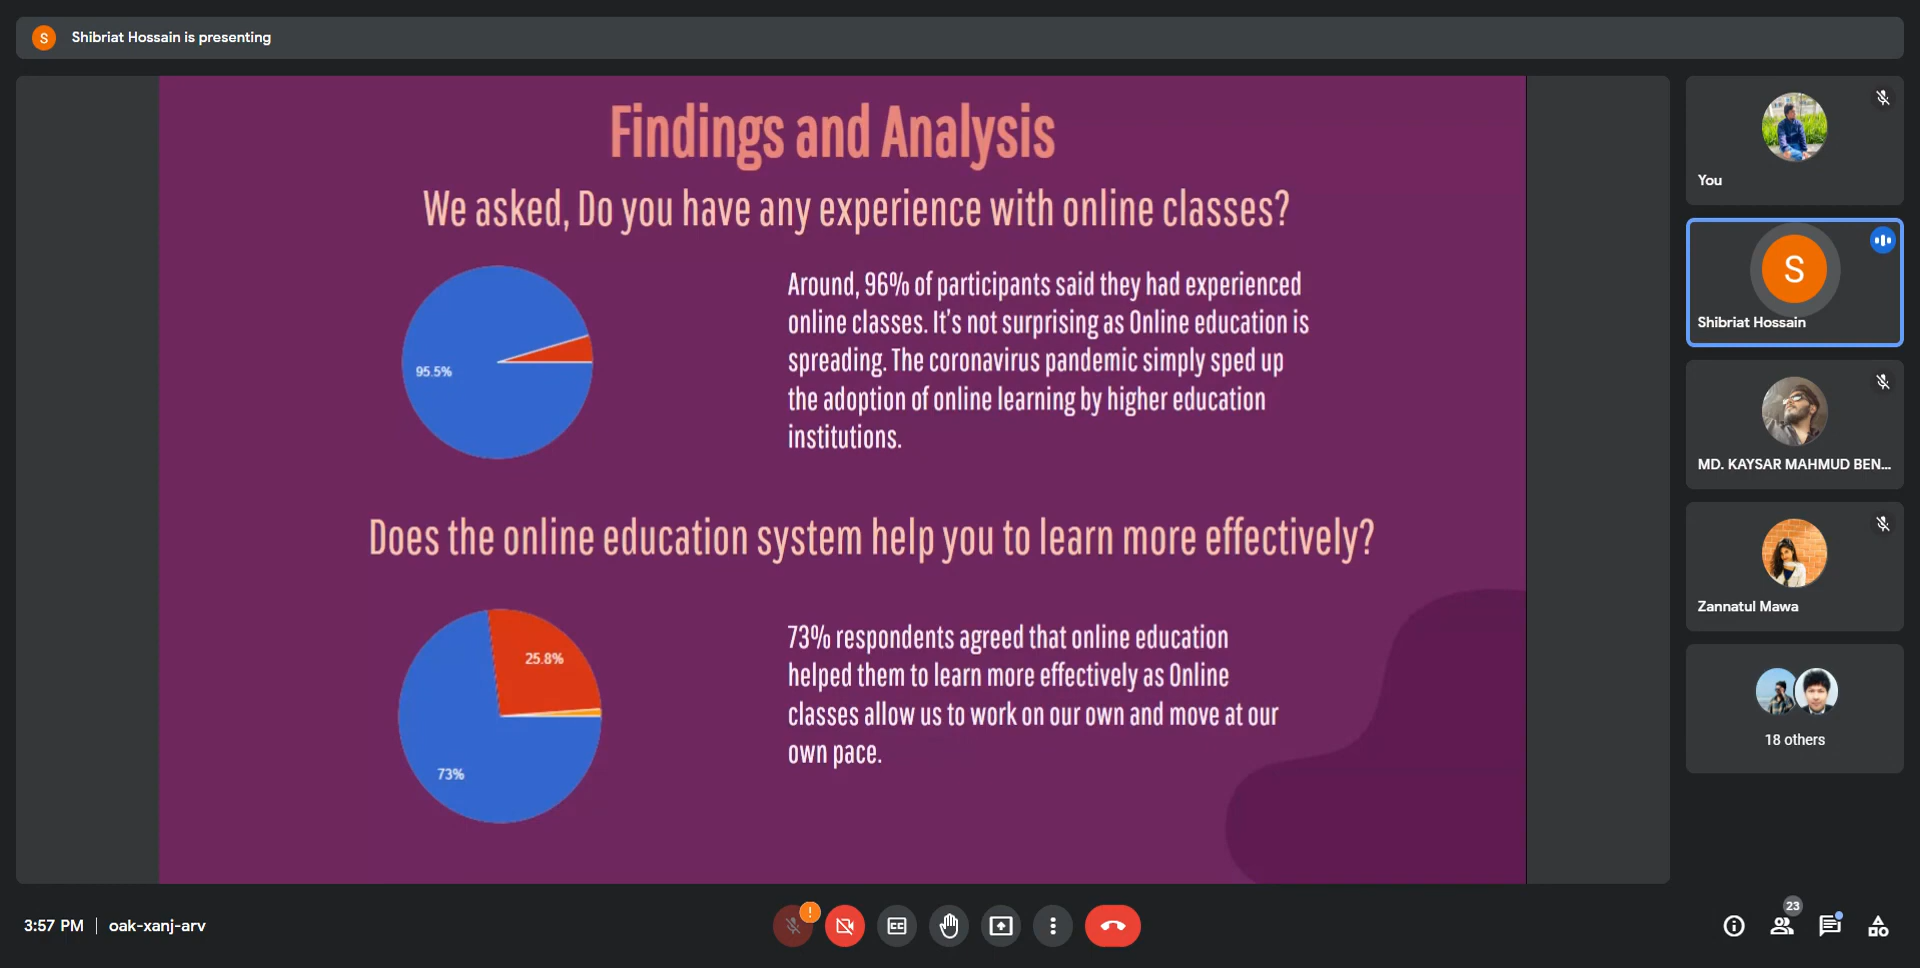 S Shibriat Hossain is presenting
Findings and Analysis
We asked, Do you have any experience with online classes?
95.5%
Around, 96% of participants said they had experienced
online classes. It's not surprising as Online education is
spreading. The coronavirus pandemic simply sped up
the adoption of online learning by higher education
institutions.
Does the online education system help you to learn more effectively?
25.8%
73%
73% respondents agreed that online education
helped them to learn more effectively as Online
classes allow us to work on our own and move at our
own pace.
You
S
Shibriat Hossain
MD. KAYSAR MAHMUD BEN...
Zannatul Mawa
18 others
3:57 PM | oak-xanj-arv
!
CC
23